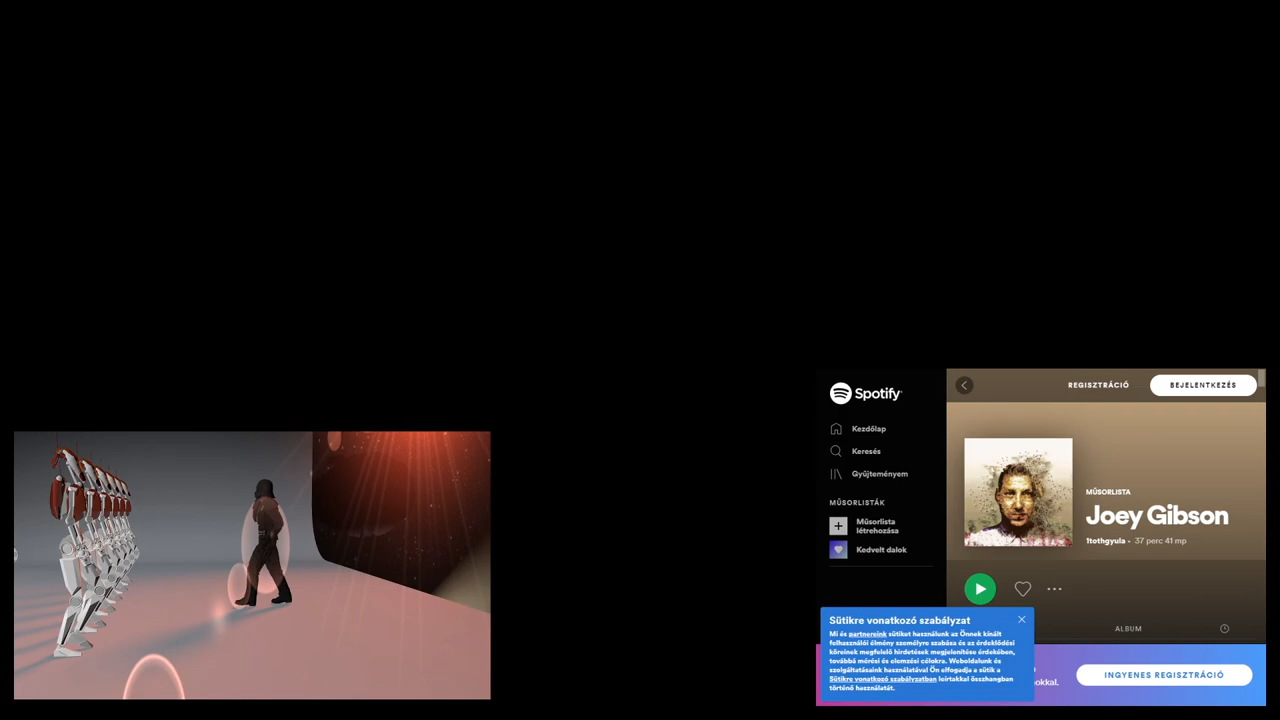 Spotify
REGISZTRÁCIÓ
BEJELENTKEZÉS
Kezdőlap
Keresés
Gyűjteményem
MŰSORLISTÁK
Műsorlista
létrehozása
Kedvelt dalok
MŰSORLISTA
Joey Gibson
1tothgyula • 37 perc 41 mp
ALBUM
Sütikre vonatkozó szabályzat
Mi és partnereink sütiket használunk az Önnek kínált
felhasználói élmény személyre szabása és az érdeklődési
köreinek megfelelő hirdetések megjelenítése érdekében,
továbbá mérési és elemzési célokra. Weboldalunk és
szolgáltatásaink használatával Ön elfogadja a sütik a
Sütikre vonatkozó szabályzatban leírtakkal összhangban
történő használatát.
okkal.
INGYENES REGISZTRÁCIÓ